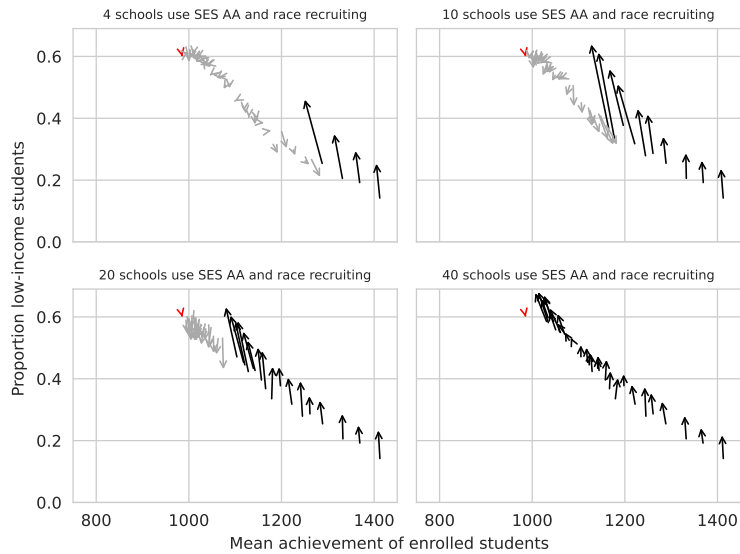 4 schools use SES AA and race recruiting
10 schools use SES AA and race recruiting
0.6
0.4
0.2
0.0
20 schools use SES AA and race recruiting
40 schools use SES AA and race recruiting
0.6
0.4
0.2
0.0
Proportion low-income students
800
1000
1200
1400
800
1000
1200
1400
Mean achievement of enrolled students